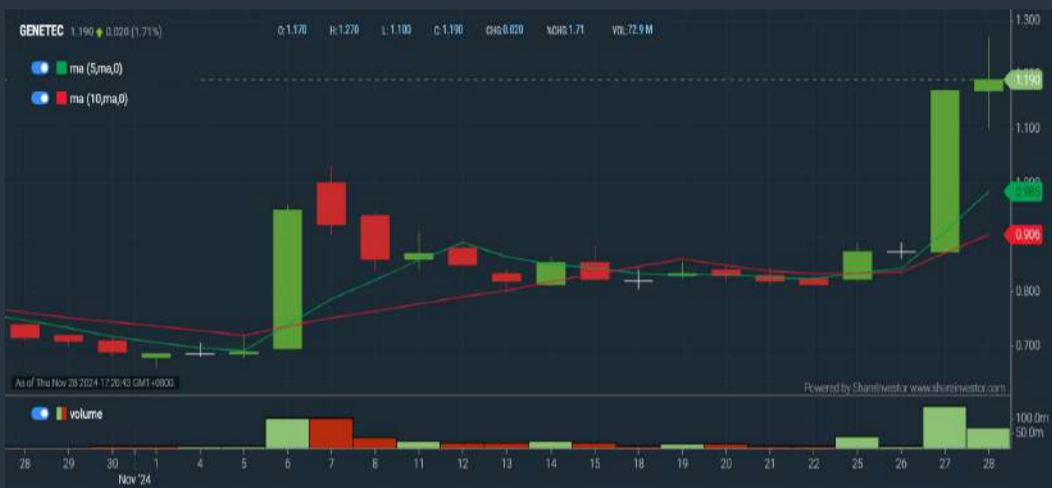 GENETEC 1.190 0.020 (1.71%) O:1.170 H:1.270 L:1.100 C:1.190 CHG:0.020 %CHG:1.71 VOL:72.9 M
ma (5,ma,0)
ma (10,ma,0)
1.300
1.190
1.100
0.985
0.906
0.800
0.700
As of Thu Nov 28 2024 17:20:43 GMT+0800
Powered by ShareInvestor www.shareinvestor.com
volume
100.0m
50.0m
28 29 30 1 4 5 6 7 8 11 12 13 14 15 18 19 20 21 22 25 26 27 28
Nov '24